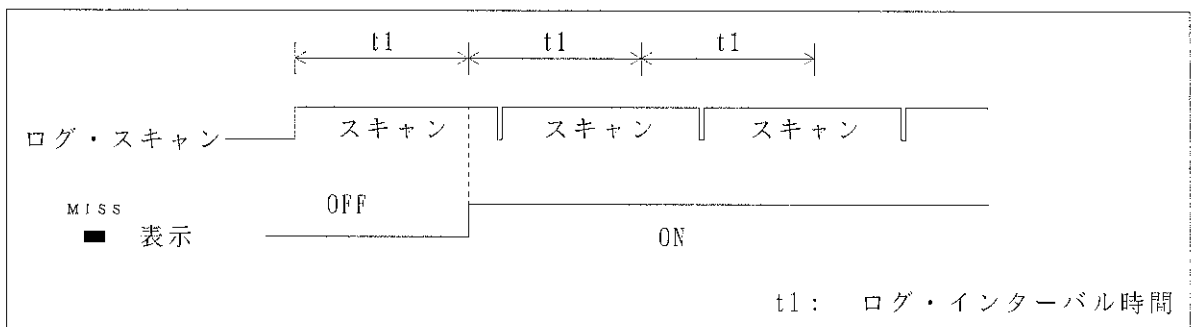 t1 t1 t1
ログ・スキャン スキャン スキャン スキャン
OFF
MISS
表示
ON
t1: ログ・インターバル時間